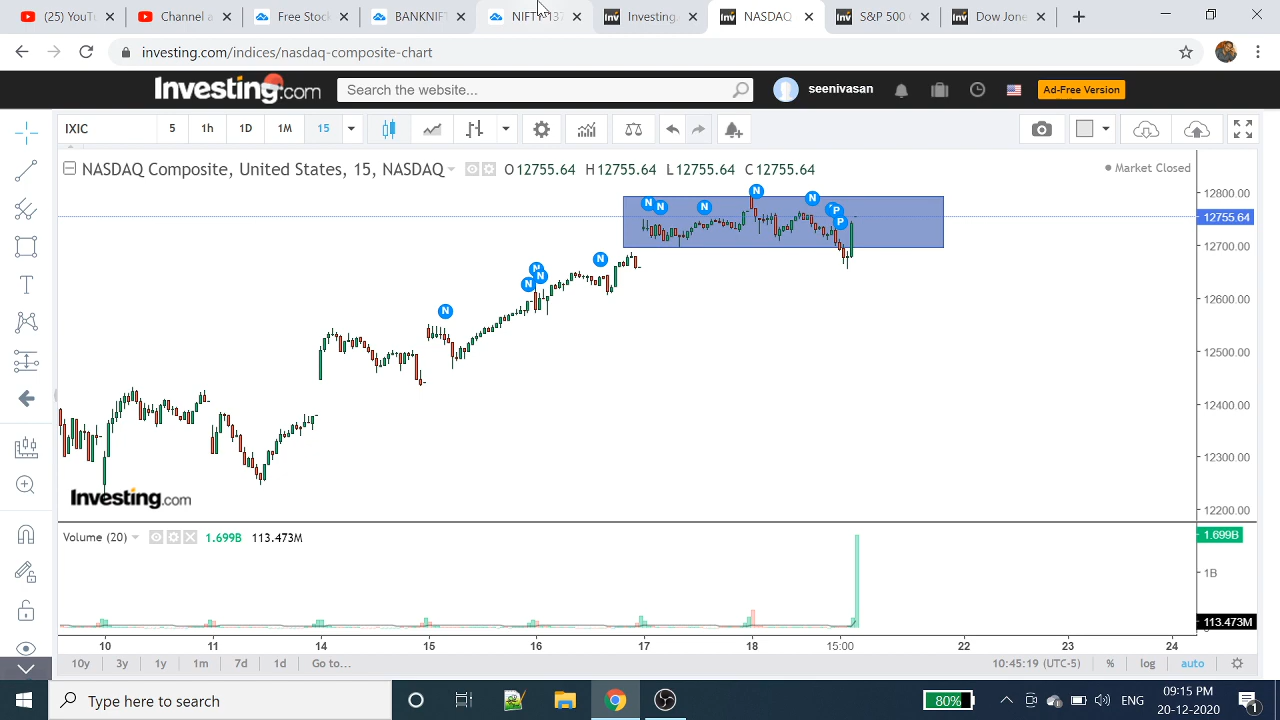 (25) YouTu
Channel a
Free Stock
BANKNIF
NIFTY 137
Investing.
NASDAQ
S&P 500
Dow Jone
investing.com/indices/nasdaq-composite-chart
Investing.com
Search the website...
seenivasan
Ad-Free Version
IXIC 5 1h 1D 1M 15
NASDAQ Composite, United States, 15, NASDAQ O12755.64 H12755.64 L12755.64 C12755.64
Market Closed
N N N N N P P
N N N N N
12800.00
12755.64
12700.00
12600.00
12500.00
12400.00
12300.00
12200.00
Investing.com
Volume (20) 1.699B 113.473M
1.699B
1B
113.473M
10 11 14 15 16 17 18 15:00 22 23 24
10y 3y 1y 1m 7d 1d Go to... 10:45:19 (UTC-5) % log auto
Type here to search
80%
ENG
09:15 PM
20-12-2020
1